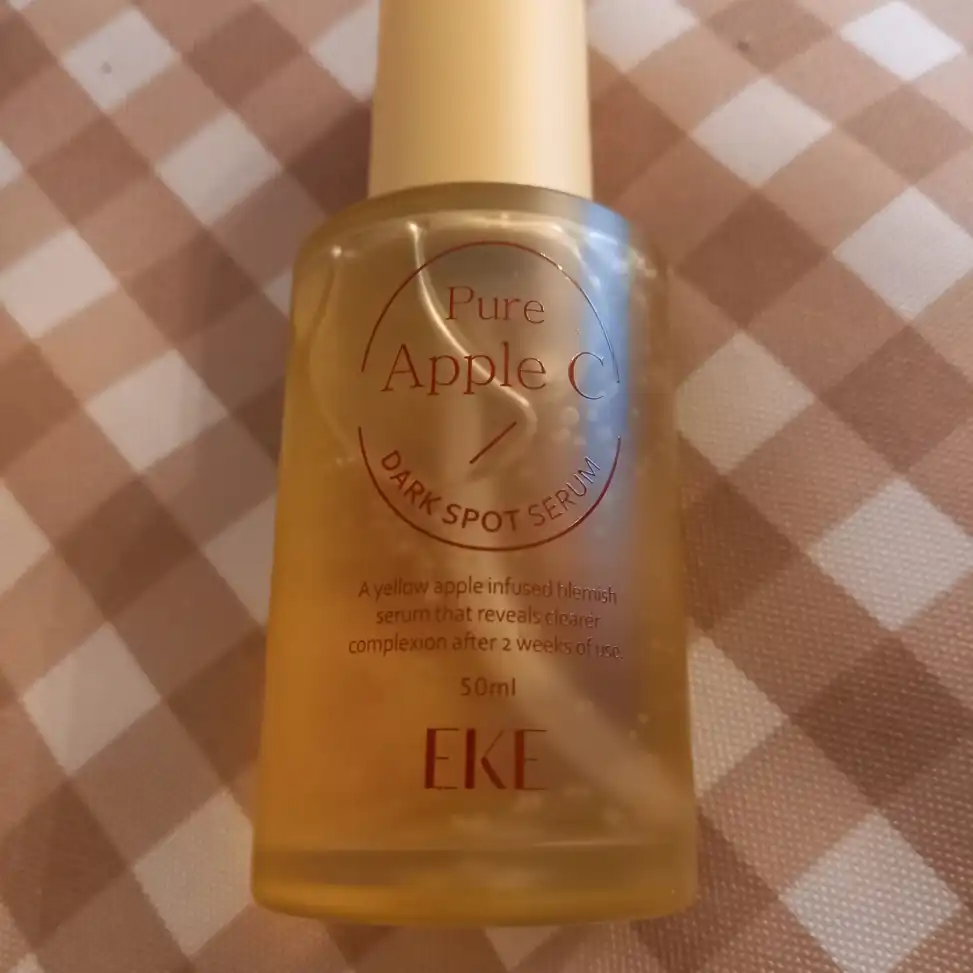 Pure
Apple C
DARK SPOT SERUM
A yellow apple infused blemish
serum that reveals clearer
complexion after 2 weeks of use.
50ml
EKE